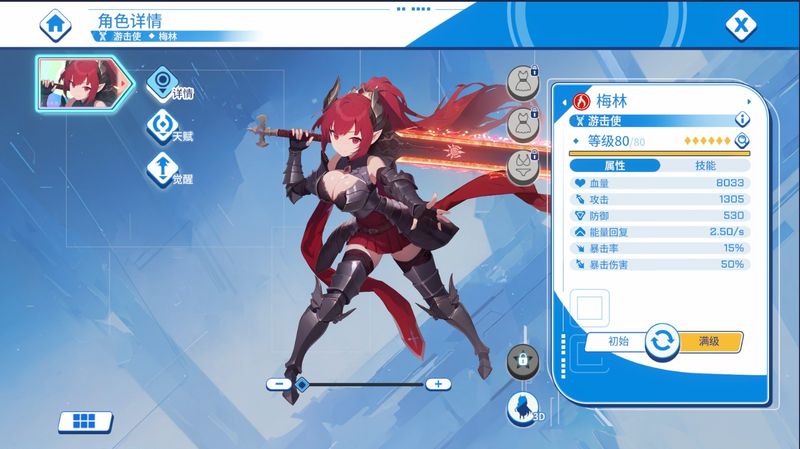 角色详情
游击使 ◆ 梅林
X
详情
天赋
觉醒
梅林
游击使
等级80/80
属性 技能
血量 8033
攻击 1305
防御 530
能量回复 2.50/s
暴击率 15%
暴击伤害 50%
初始 满级
3D